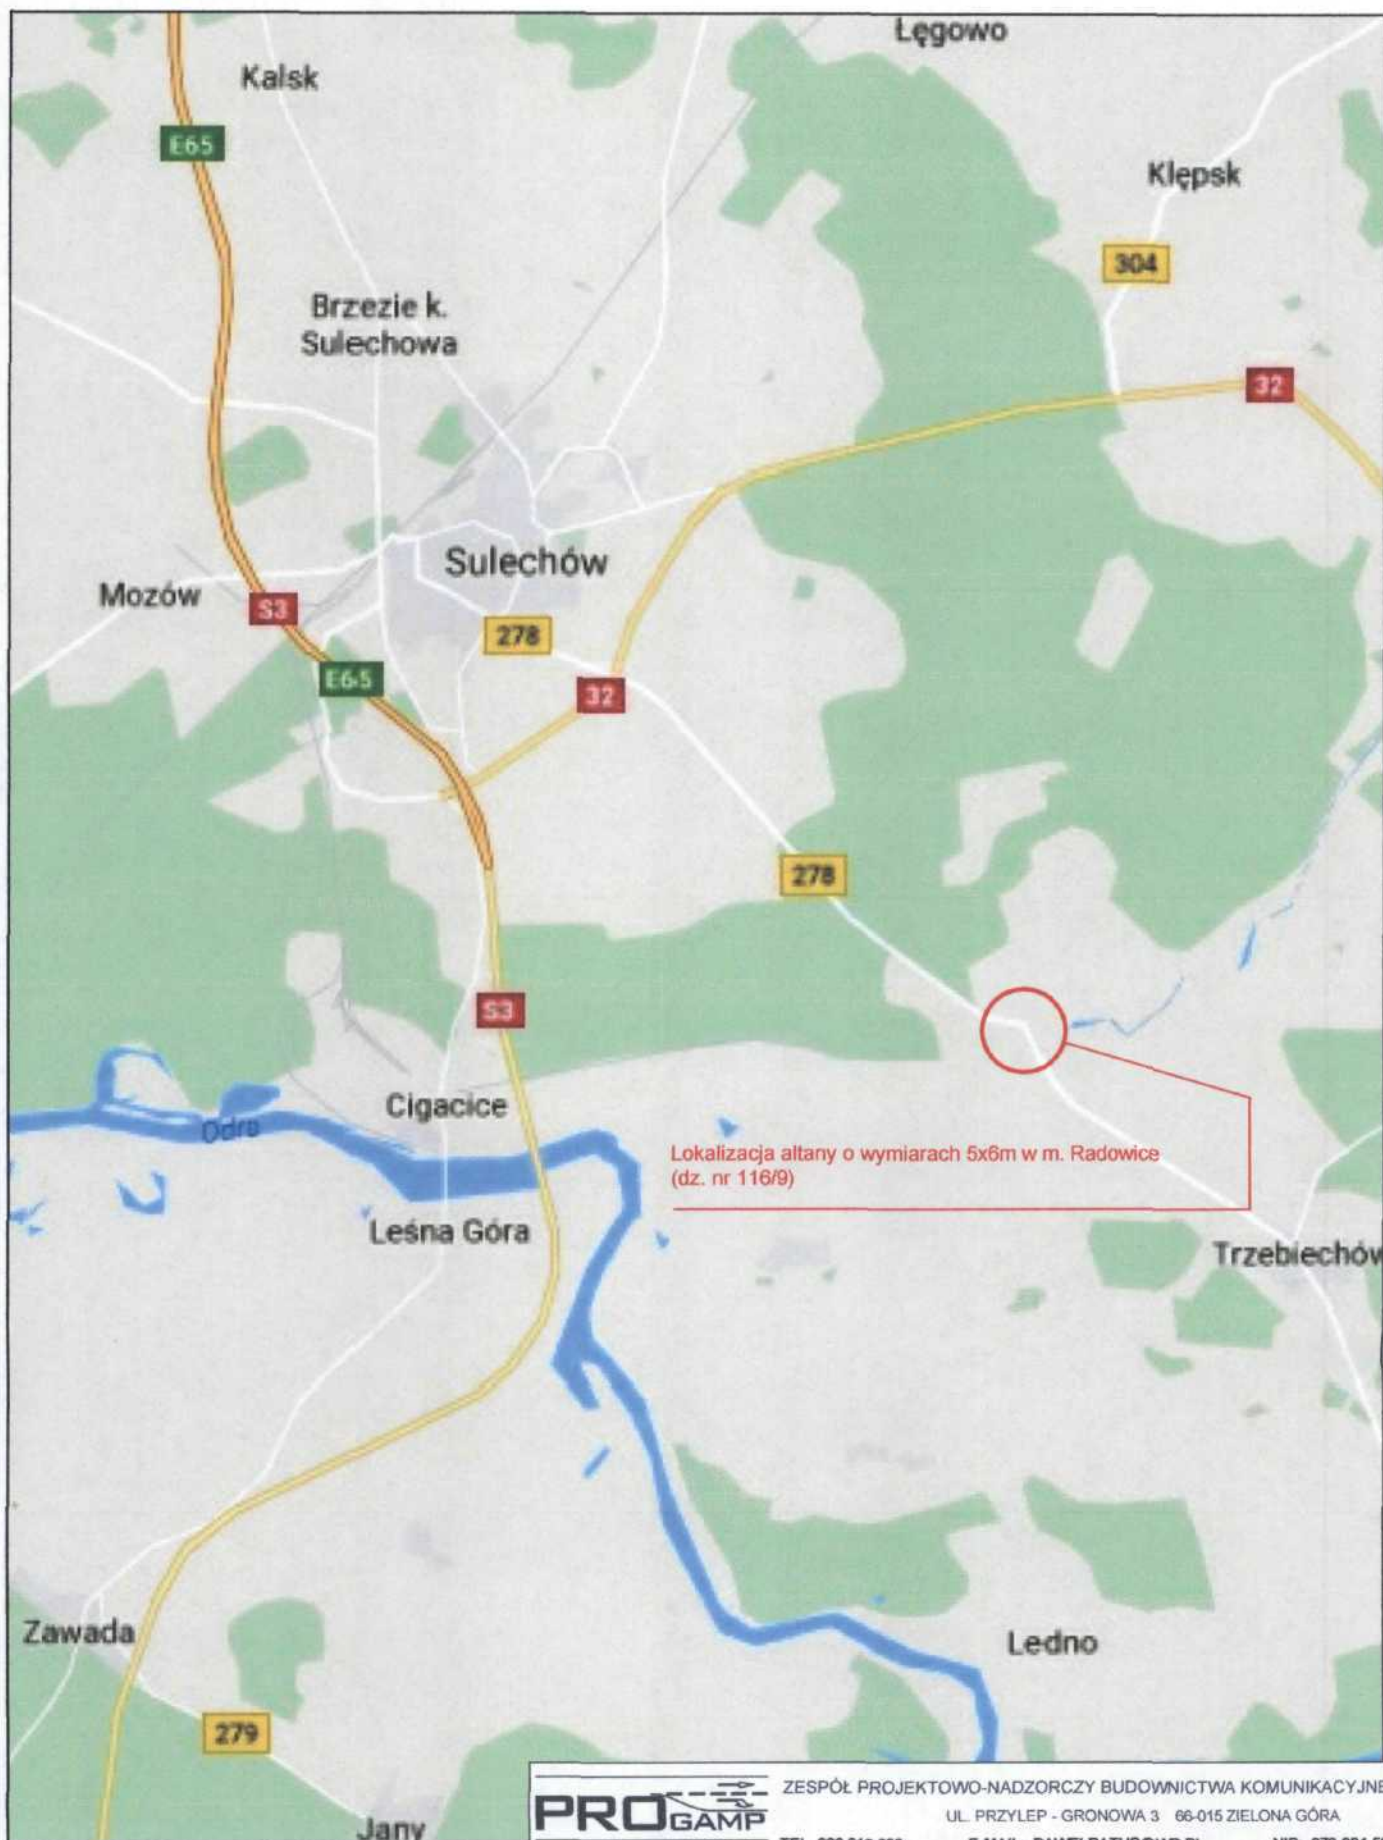 Łęgowo
Kalsk
E65
Klępsk
304
Brzezie k.
Sulechowa
32
Sulechów
Mozów
S3
278
E65
32
278
S3
Cigacice
Odra
Lokalizacja altany o wymiarach 5x6m w m. Radowice
(dz. nr 116/9)
Leśna Góra
Trzebiechów
Zawada
Ledno
279
Jany
PRO GAMP
ZESPÓŁ PROJEKTOWO-NADZORCZY BUDOWNICTWA KOMUNIKACYJNE
UL. PRZYLEP - GRONOWA 3 66-015 ZIELONA GÓRA